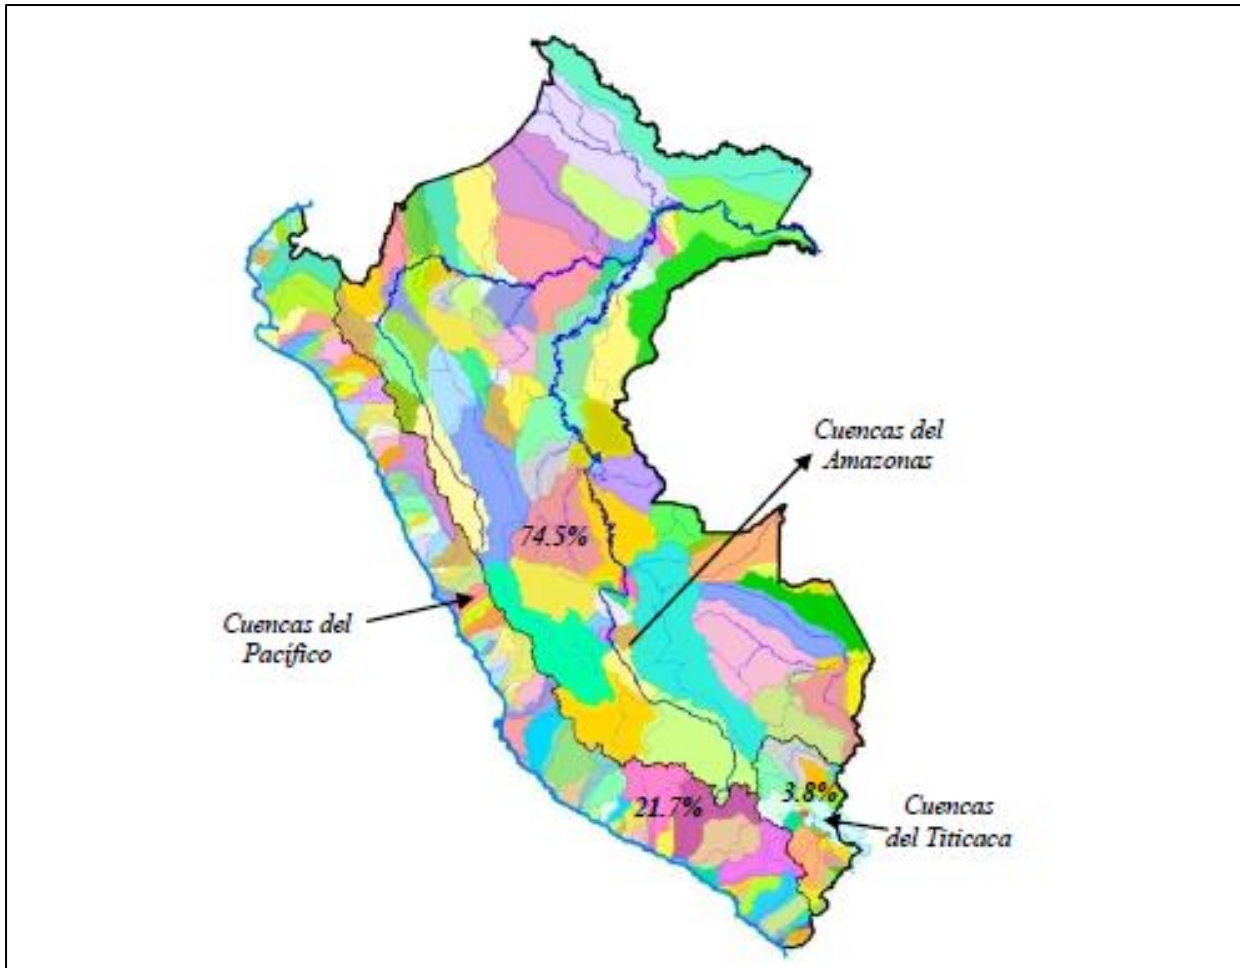 Cuencas del
Amazonas
74.5%
Cuencas del
Pacífico
3.8%
21.7%
Cuencas
del Titicaca